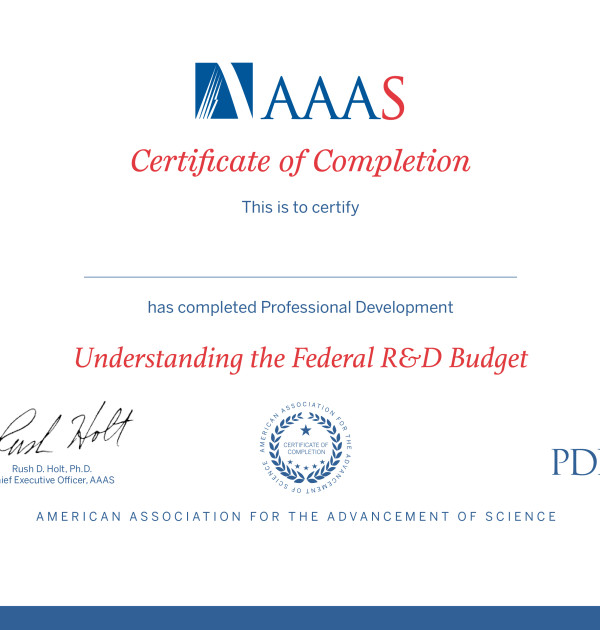 AAAS
Certificate of Completion
This is to certify
has completed Professional Development
Understanding the Federal R&D Budget
Rush Holt
Rush D. Holt, Ph.D.
ief Executive Officer, AAAS
AMERICAN ASSOCIATION FOR THE ADVANCEMENT OF SCIENCE
CERTIFICATE OF
COMPLETION
PD
AMERICAN ASSOCIATION FOR THE ADVANCEMENT OF SCIENCE